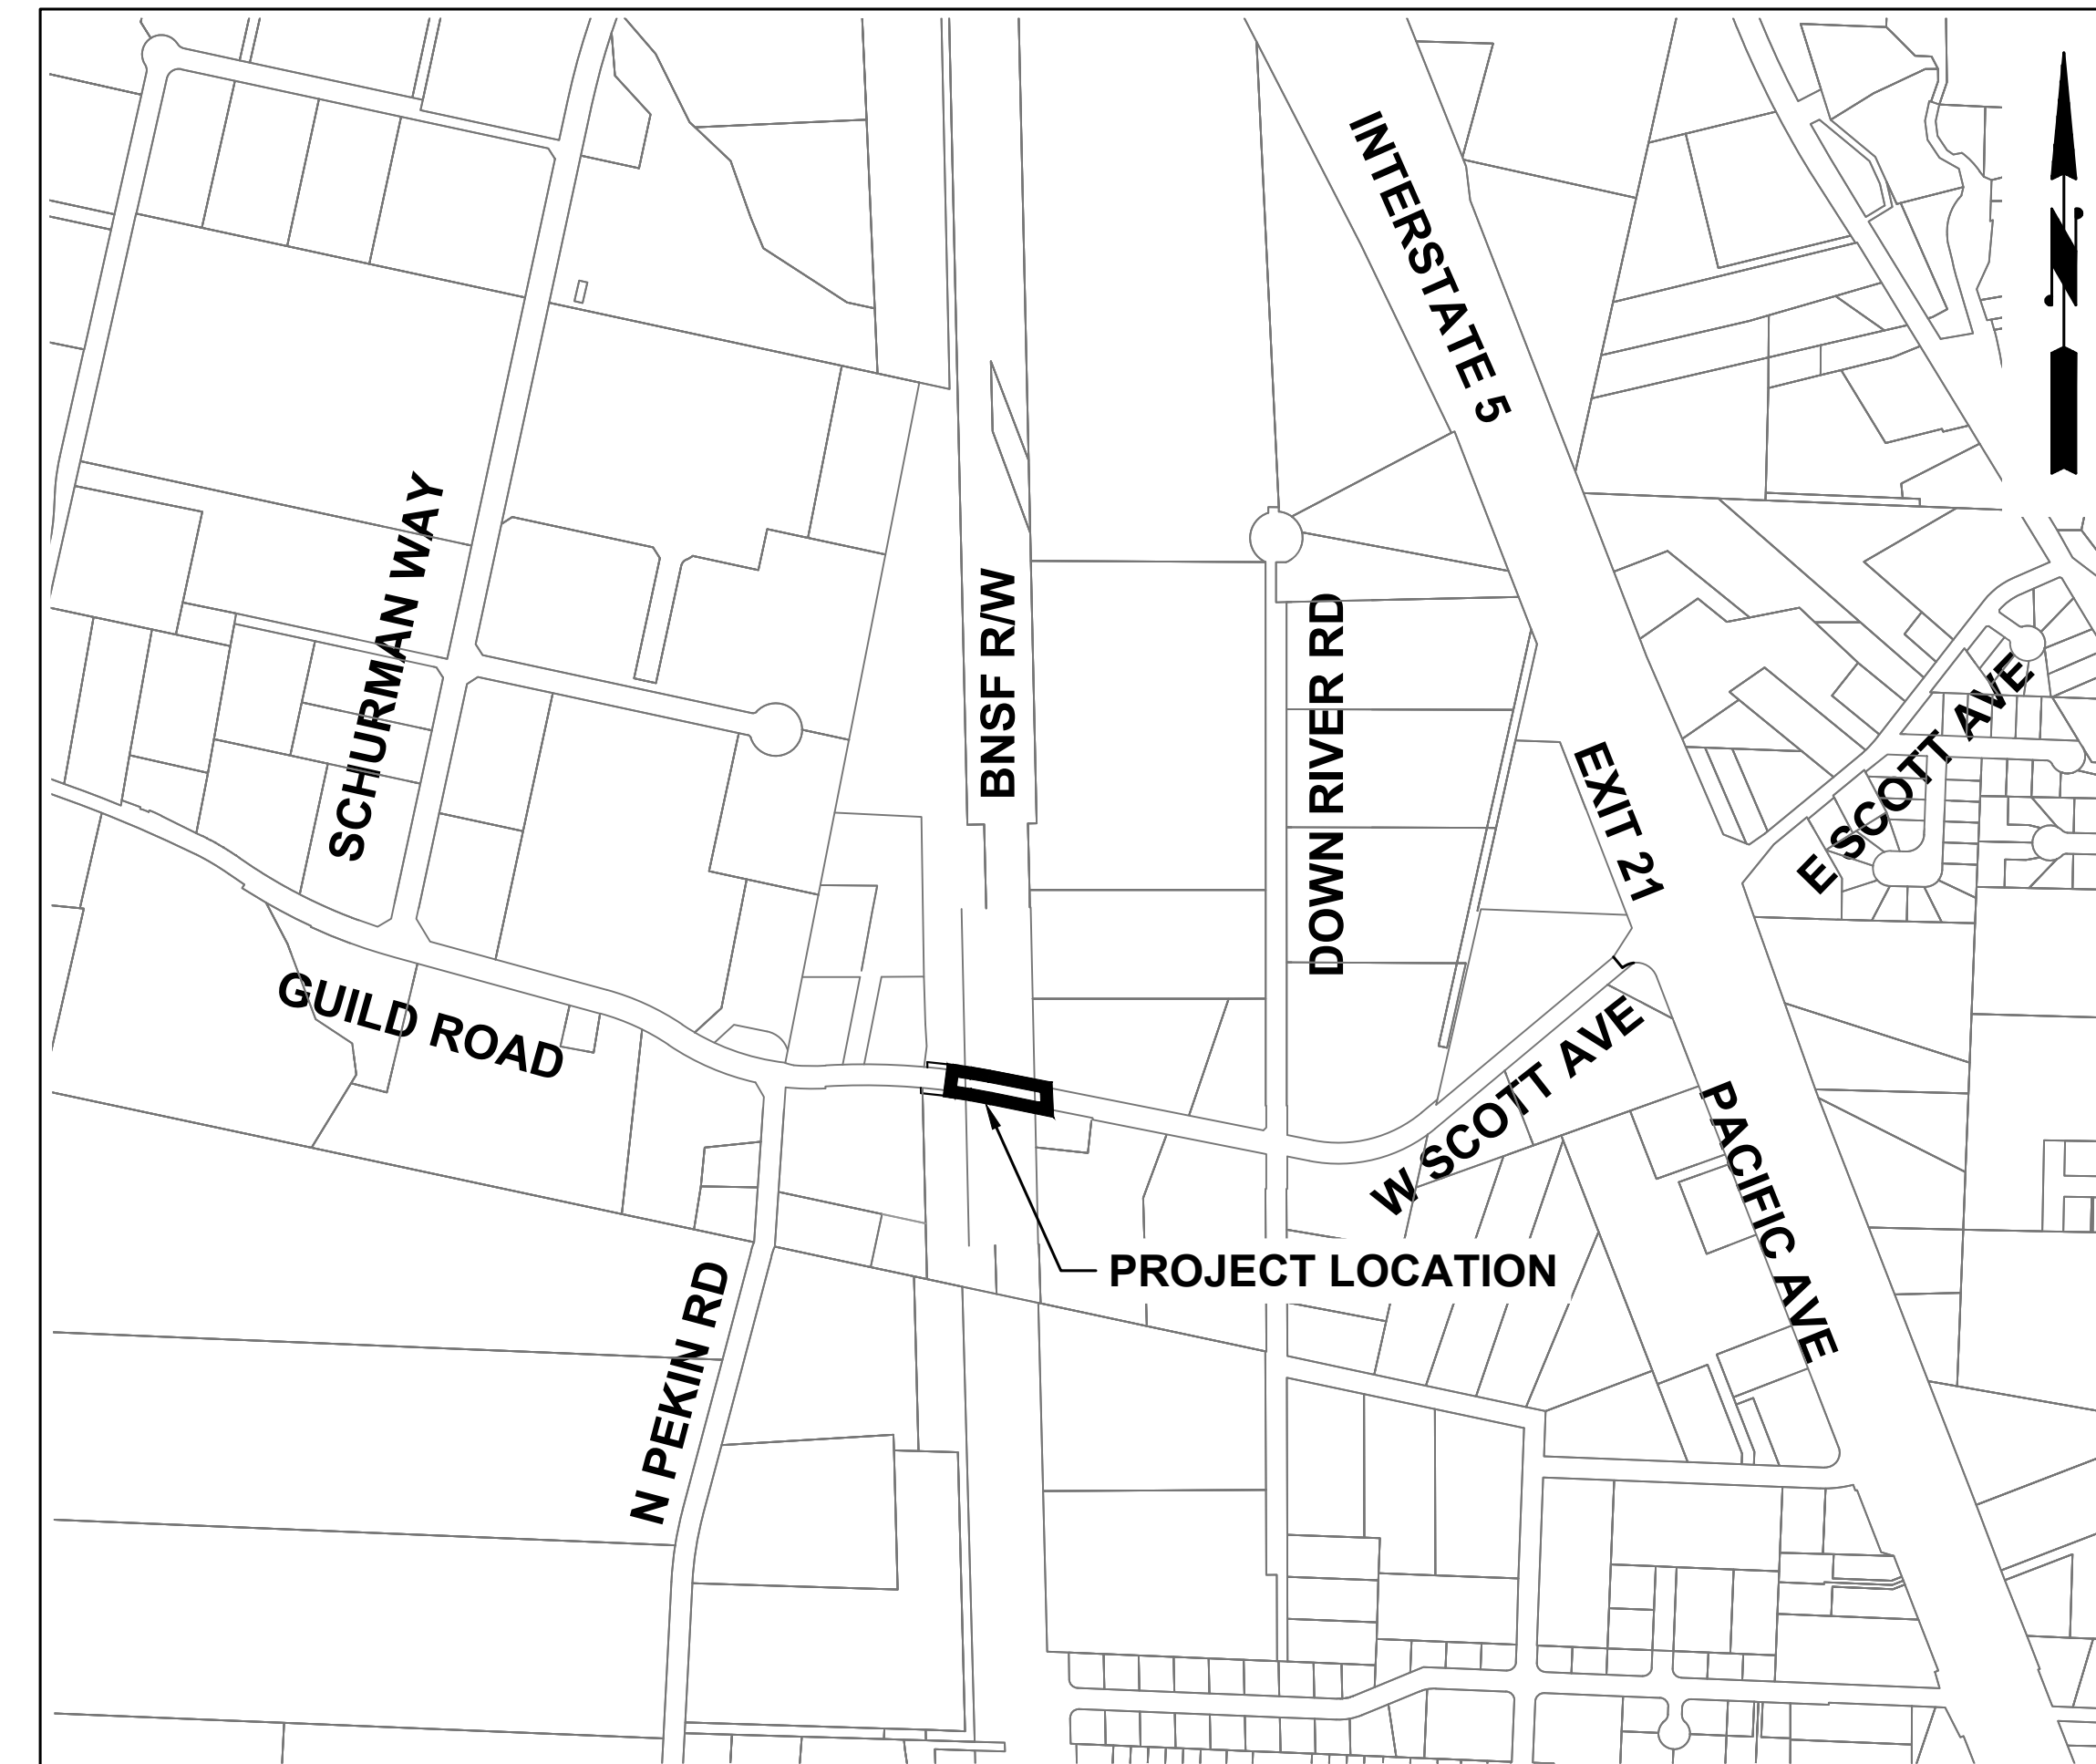 INTERSTATE 5
N
SCHURMAN WAY
BNSF R/W
DOWN RIVER RD
EXIT 21
E SCOTT AVE
GUILD ROAD
W SCOTT AVE
PACIFIC AVE
PROJECT LOCATION
N PEKIN RD